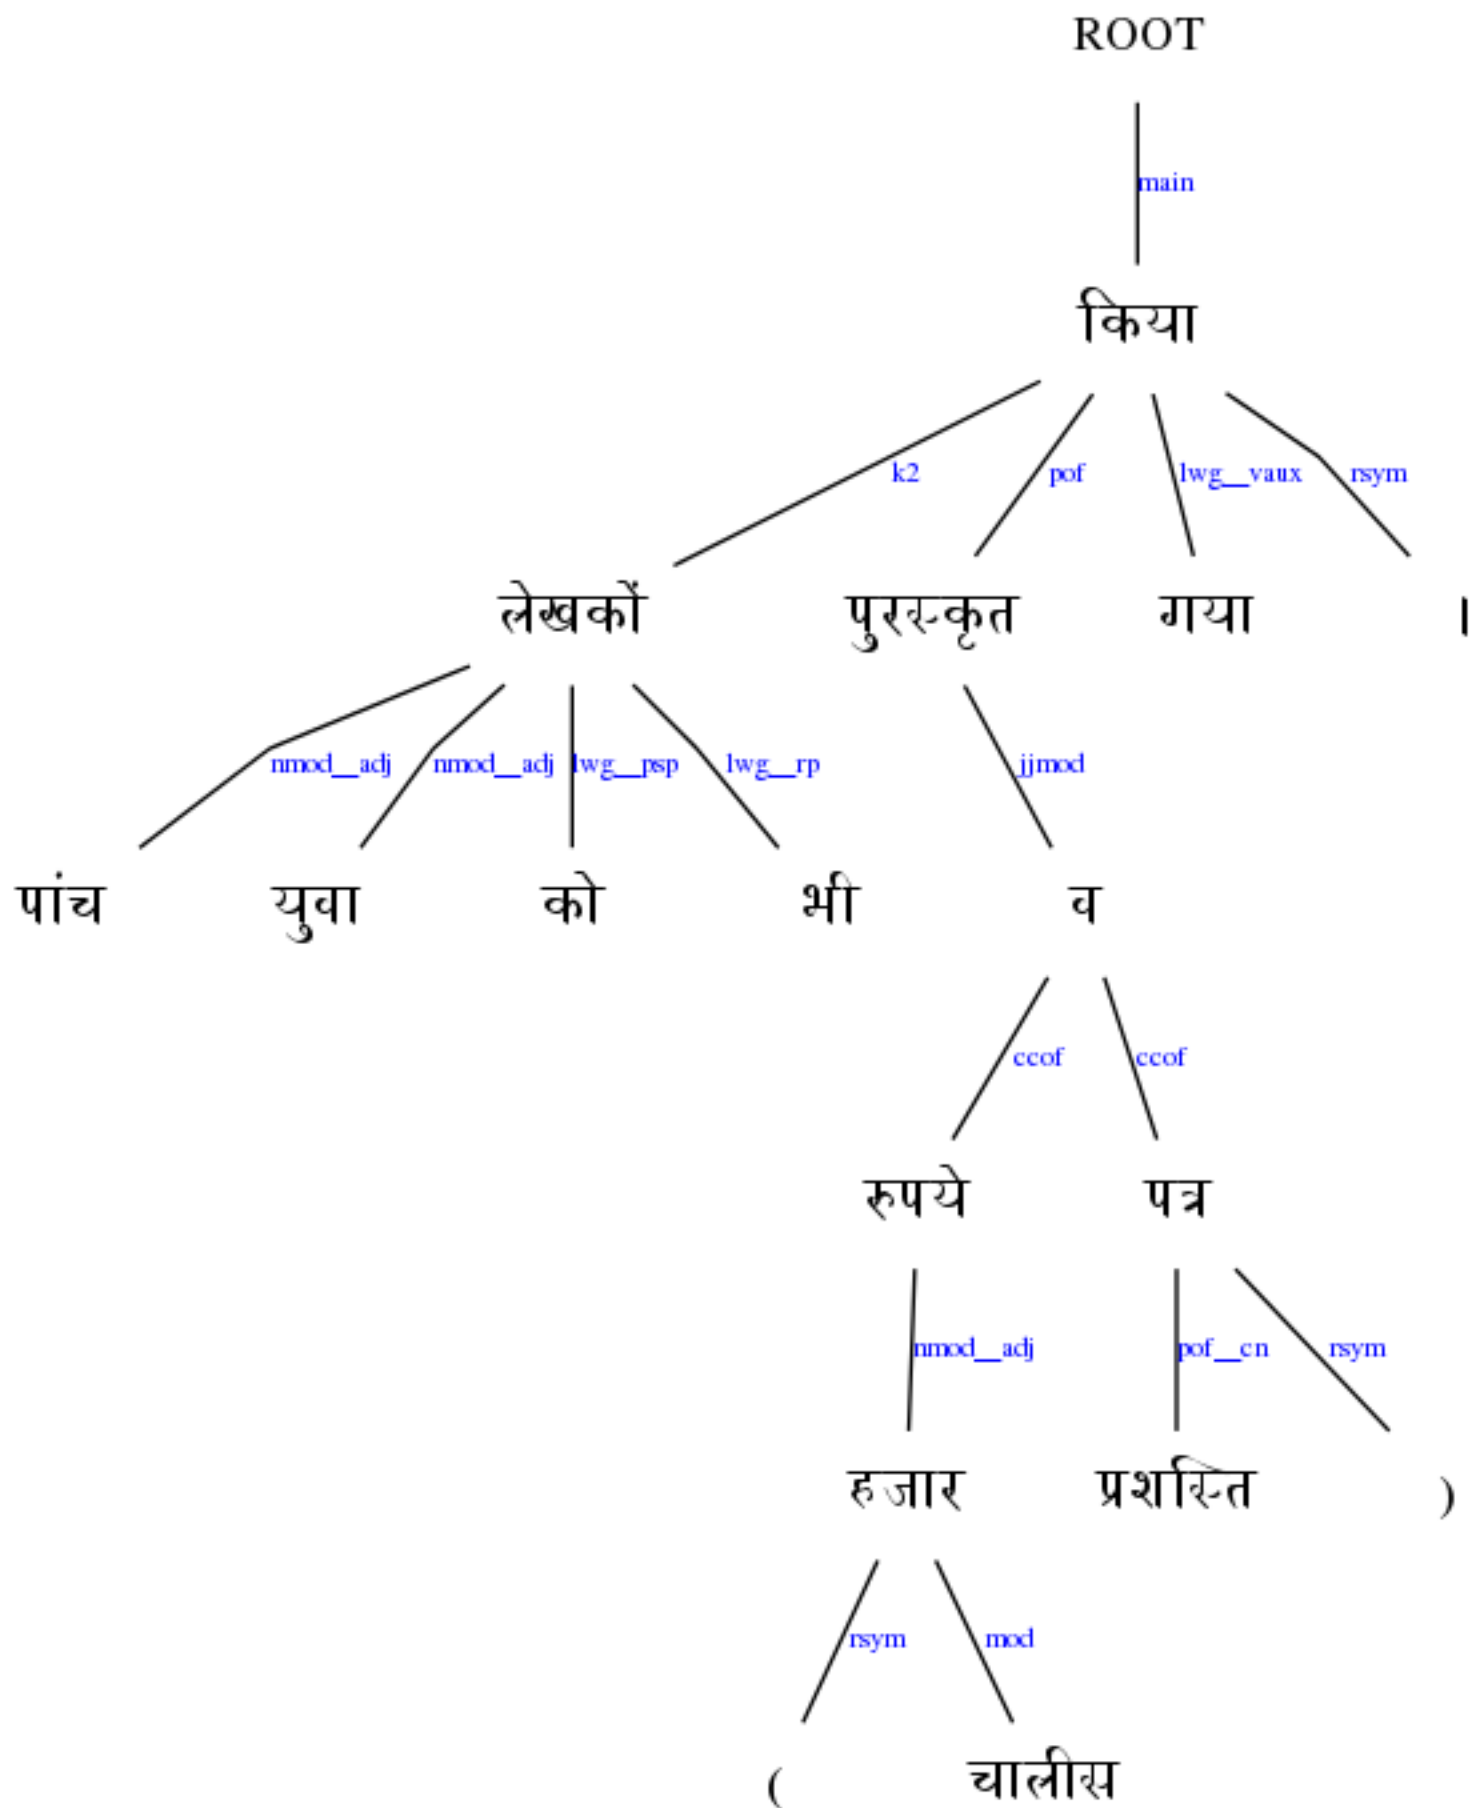 ROOT
main
किया
k2 pof lwg__vaux rsym
लेखकों पुरस्कृत गया ।
nmod__adj nmod__adj lwg__psp lwg__rp jjmod
पांच युवा को भी व
ccof ccof
रुपये पत्र
nmod__adj pof__cn rsym
हजार प्रशस्ति )
rsym mod
( चालीस